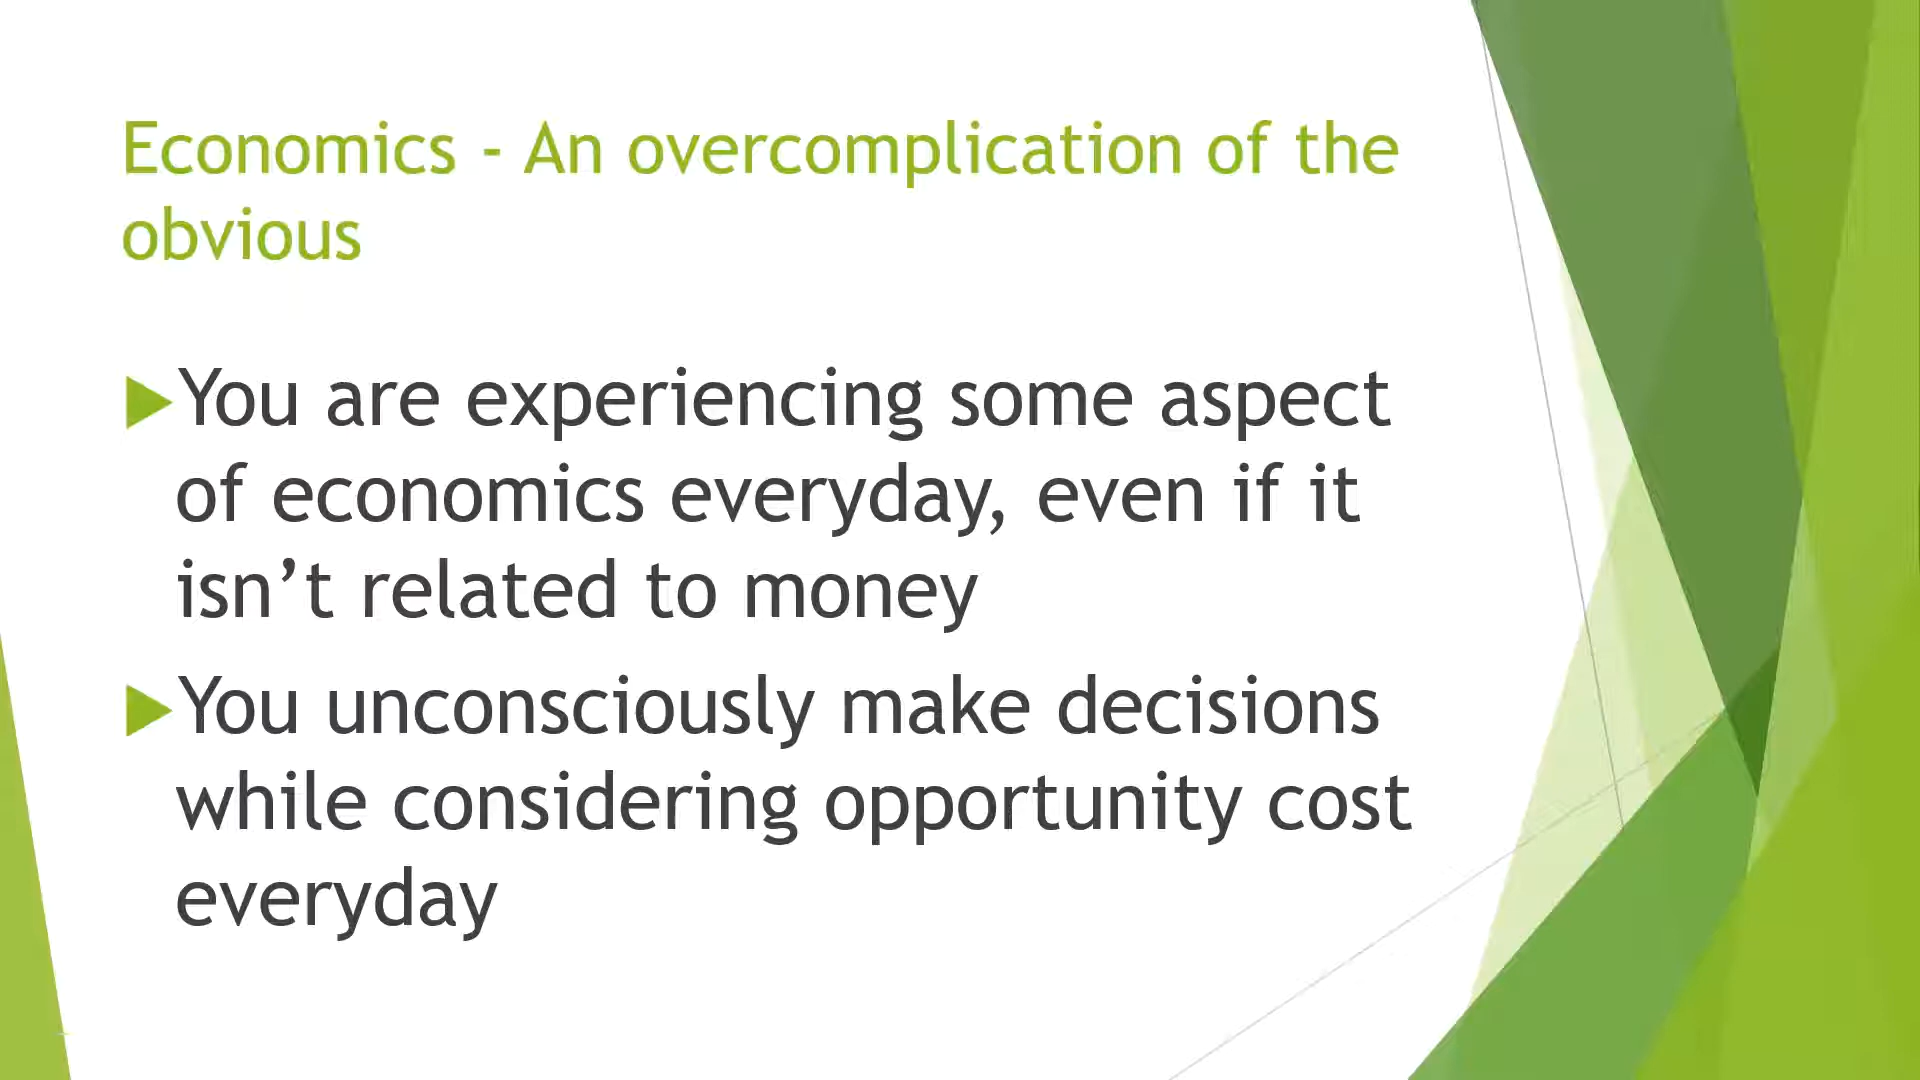 Economics - An overcomplication of the
obvious
You are experiencing some aspect
of economics everyday, even if it
isn’t related to money
You unconsciously make decisions
while considering opportunity cost
everyday